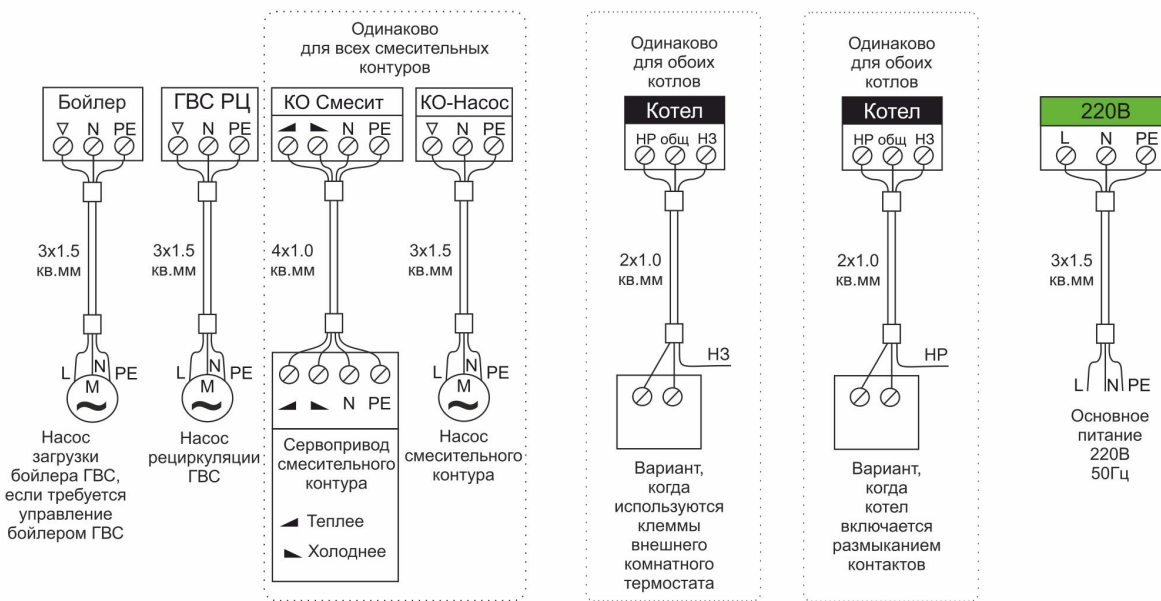 Одинаково
для всех смесительных
контуров
Бойлер
N PE
3x1.5
кв.мм
L N PE
M
Насос
загрузки
бойлера ГВС,
если требуется
управление
бойлером ГВС
ГВС РЦ
N PE
3x1.5
кв.мм
L N PE
M
Насос
рециркуляции
ГВС
КО Смесит
N PE
4x1.0
кв.мм
N PE
Сервопривод
смесительного
контура
Теплее
Холоднее
КО-Насос
N PE
3x1.5
кв.мм
L N PE
M
Насос
смесительного
контура
Одинаково
для обоих
котлов
Котел
НР общ НЗ
2x1.0
кв.мм
НЗ
Вариант,
когда
используются
клеммы
внешнего
комнатного
термостата
Одинаково
для обоих
котлов
Котел
НР общ НЗ
2x1.0
кв.мм
НР
Вариант,
когда
котел
включается
размыканием
контактов
220В
L N PE
3x1.5
кв.мм
L N PE
Основное
питание
220В
50Гц